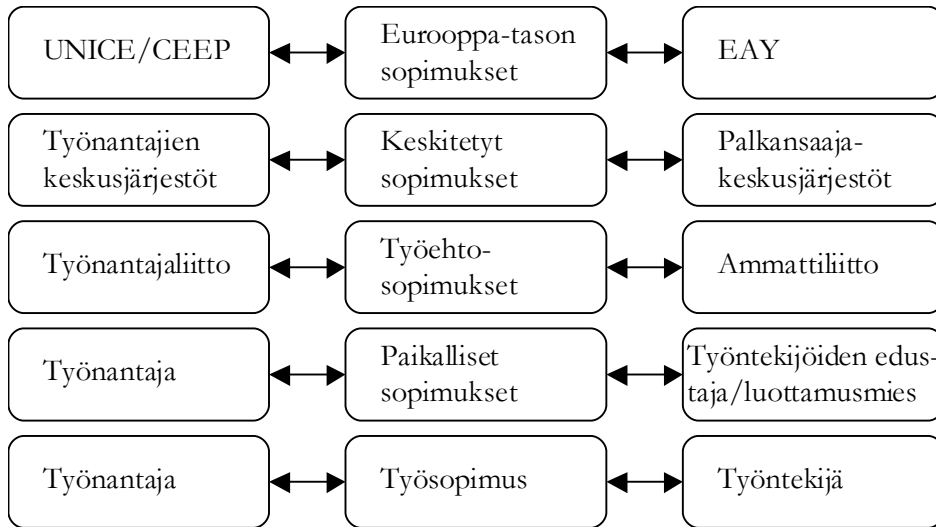 UNICE/CEEP
Eurooppa-tason
sopimukset
EAY
Työnantajien
keskusjärjestöt
Keskitetyt
sopimukset
Palkansaaja-
keskusjärjestöt
Työnantajaliitto
Työehto-
sopimukset
Ammattiliitto
Työnantaja
Paikalliset
sopimukset
Työntekijöiden edus-
taja/luottamusmies
Työnantaja
Työsopimus
Työntekijä